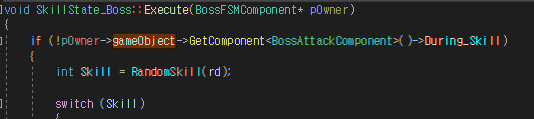 void SkillState_Boss::Execute(BossFSMComponent* pOwner)
{
if (!pOwner->gameObject->GetComponent<BossAttackComponent>()->During_Skill)
{
int Skill = RandomSkill(rd);
switch (Skill)
{